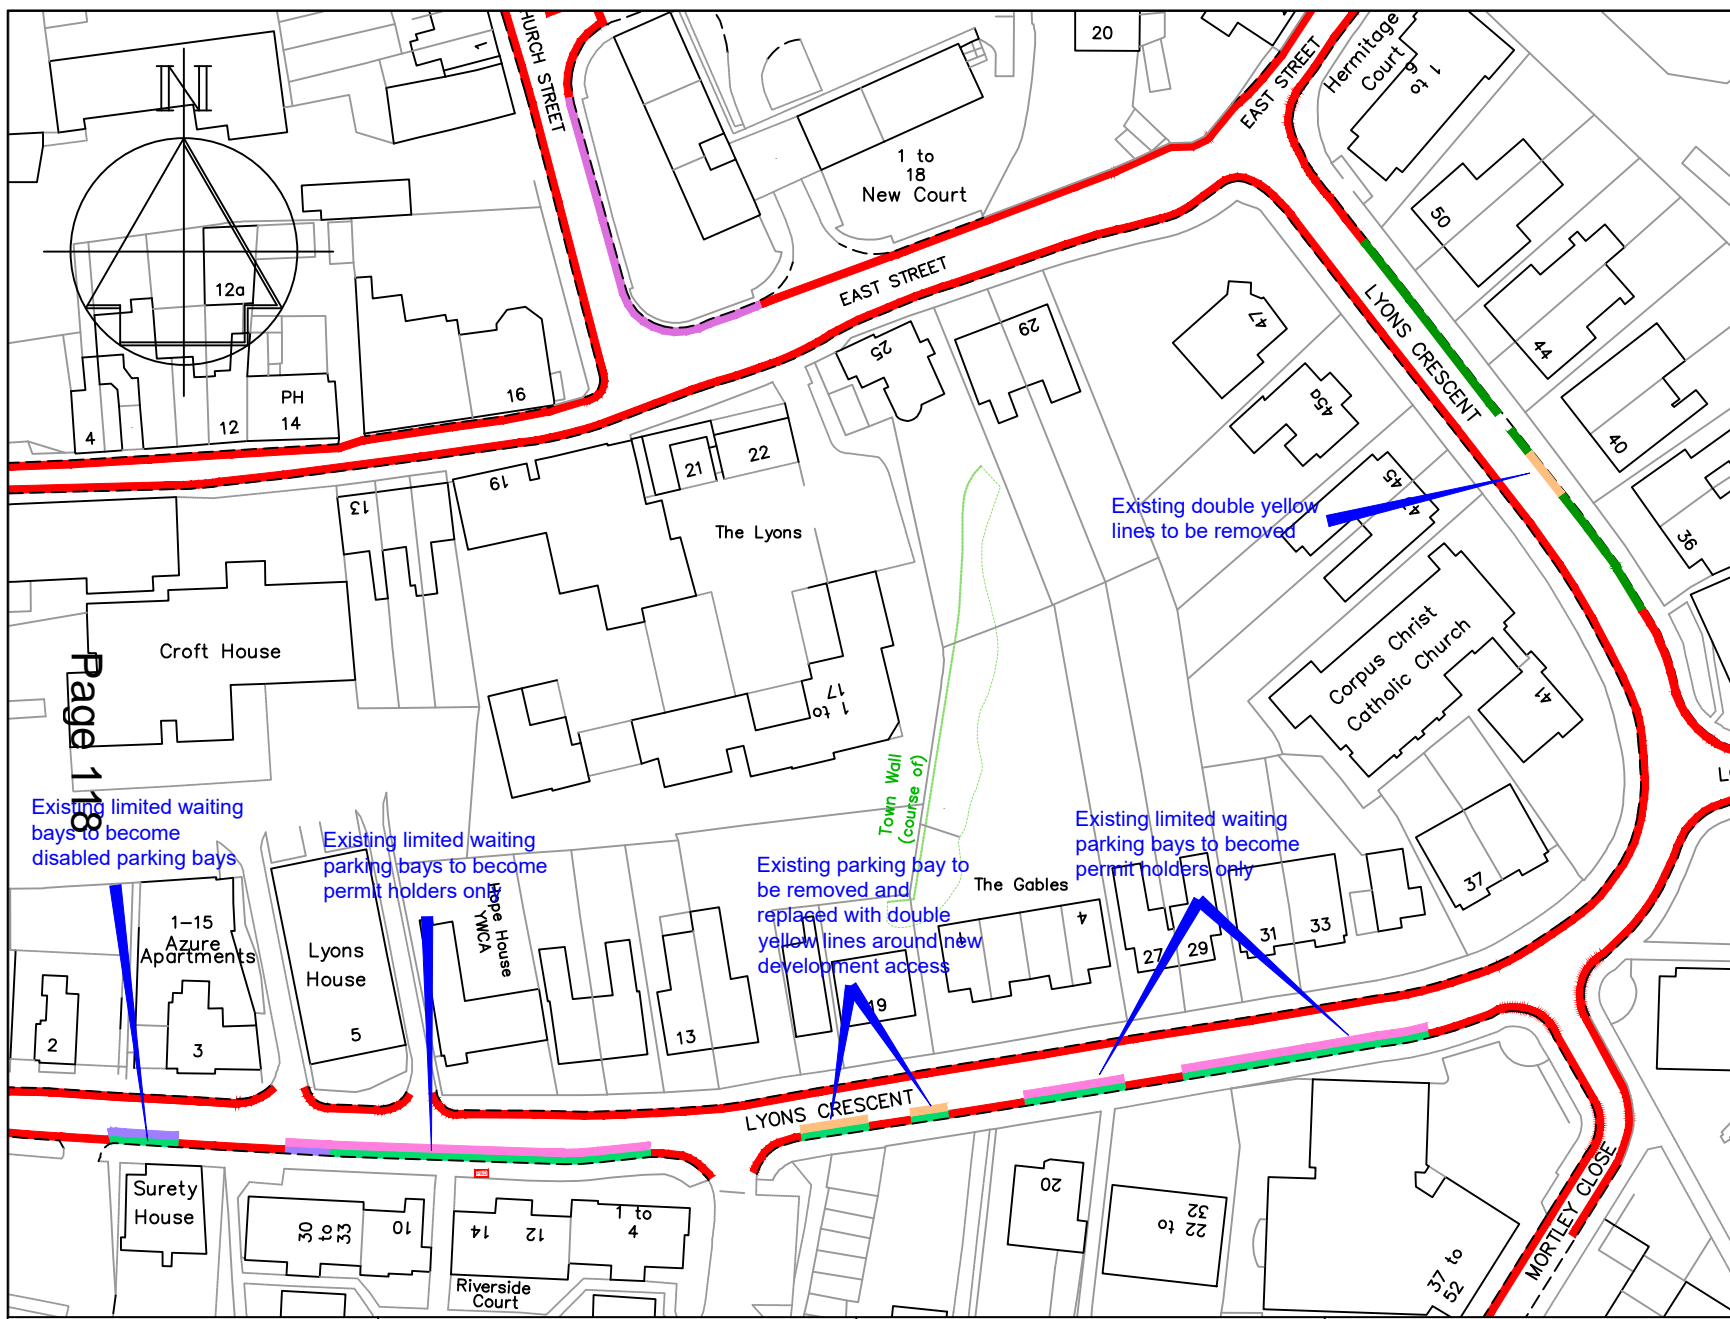 20
Hermitage
Court
1 to 6
EAST STREET
CHURCH STREET
1
N
1 to
18
New Court
50
44
40
36
LYONS CRESCENT
EAST STREET
47
45a
45
29
25
12a
PH
14
12
4
16
13
19
21
22
The Lyons
Existing double yellow
lines to be removed
Croft House
1 to
17
Corpus Christ
Catholic Church
41
37
Page 118
Town Wall
(course of)
Existing limited waiting
bays to become
disabled parking bays
Existing limited waiting
parking bays to become
permit holders only
Existing parking bay to
be removed and
replaced with double
yellow lines around new
development access
Existing limited waiting
parking bays to become
permit holders only
The Gables
1
4
27
29
31
33
1-15
Azure
Apartments
Lyons
House
5
Hope House
YWCA
13
19
2
3
LYONS CRESCENT
Surety
House
30
to
33
10
14
12
1 to
4
Riverside
Court
20
22 to 32
37 to
52
MORTLEY CLOSE